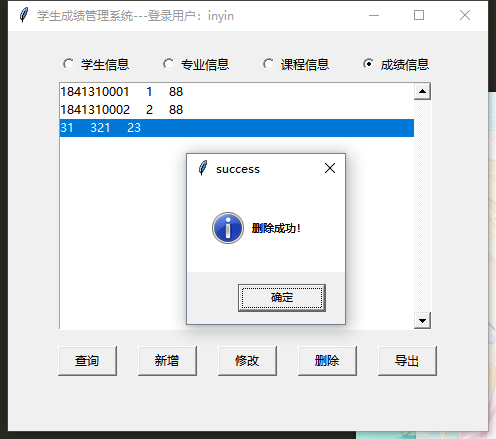 学生成绩管理系统---登录用户：inyin
学生信息 专业信息 课程信息 成绩信息
1841310001 1 88
1841310002 2 88
31 321 23
success
删除成功!
确定
查询 新增 修改 删除 导出